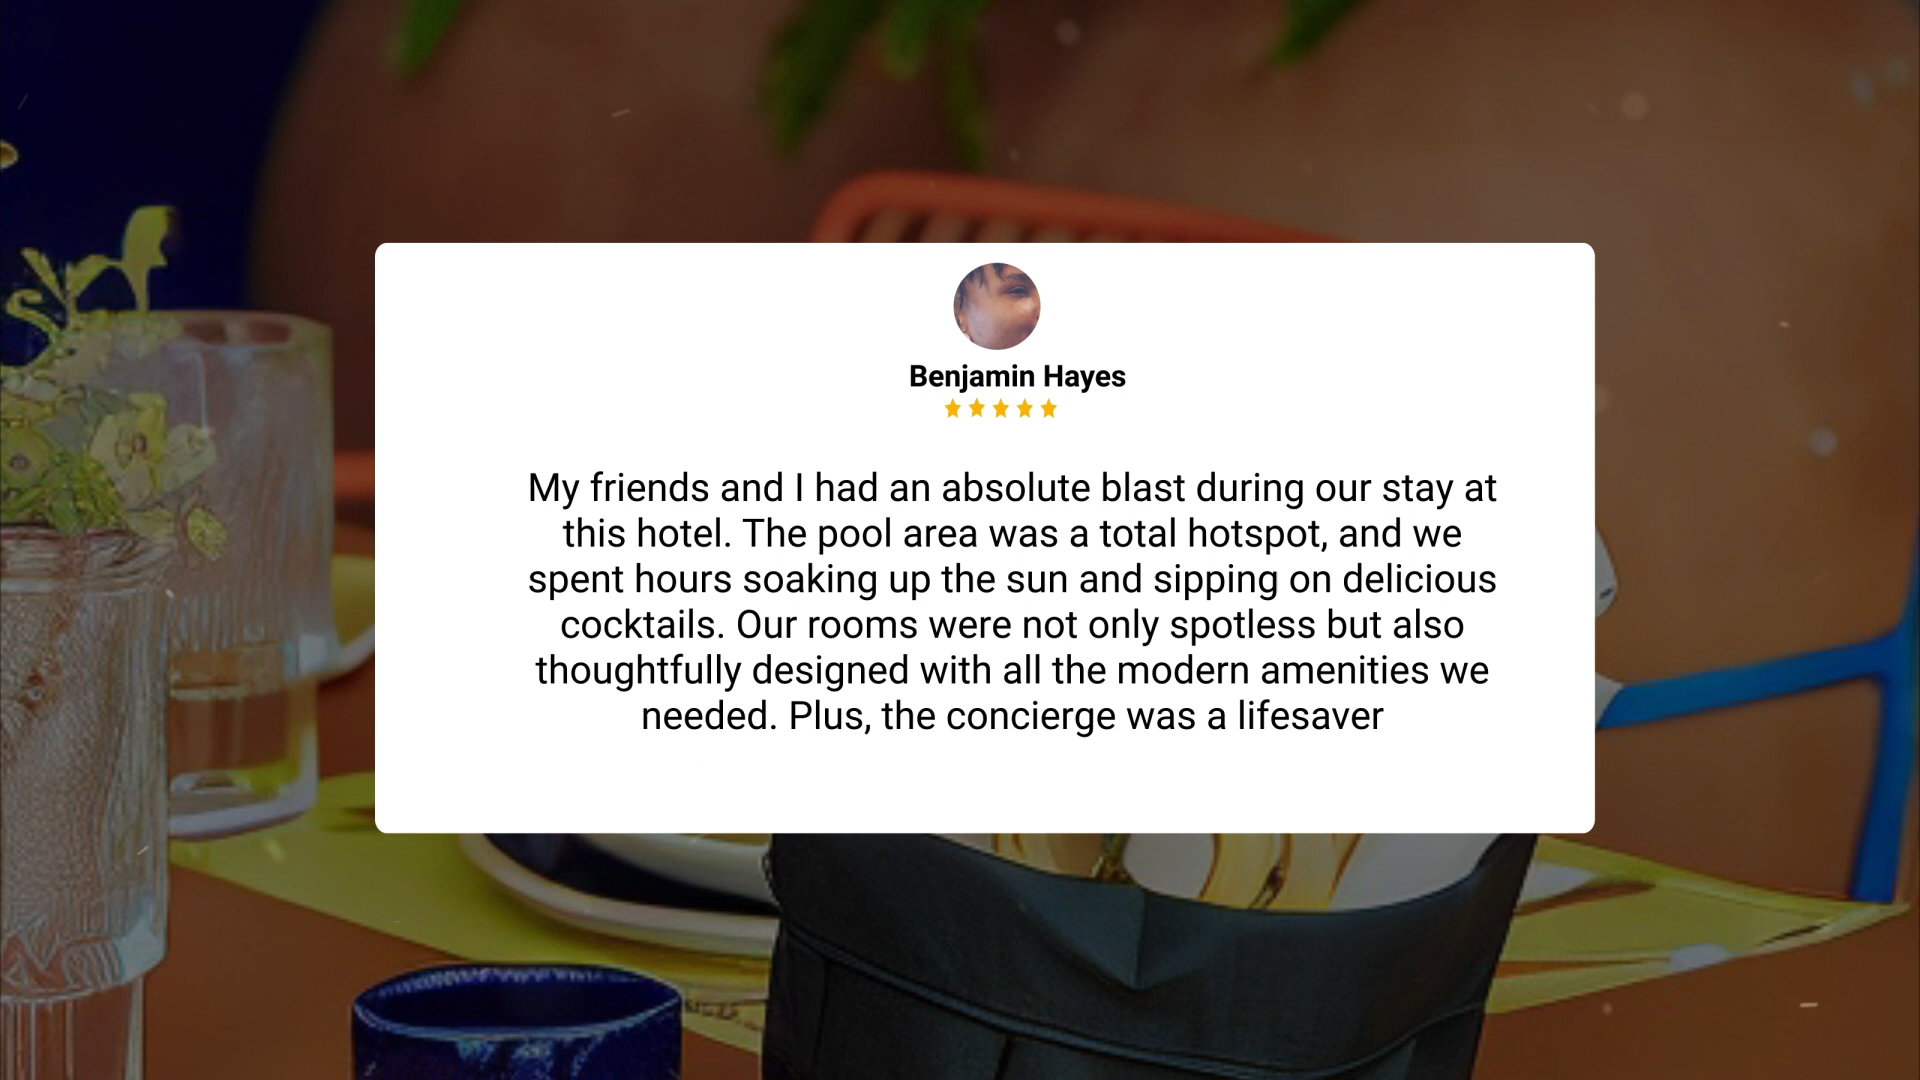 Benjamin Hayes
My friends and I had an absolute blast during our stay at
this hotel. The pool area was a total hotspot, and we
spent hours soaking up the sun and sipping on delicious
cocktails. Our rooms were not only spotless but also
thoughtfully designed with all the modern amenities we
needed. Plus, the concierge was a lifesaver